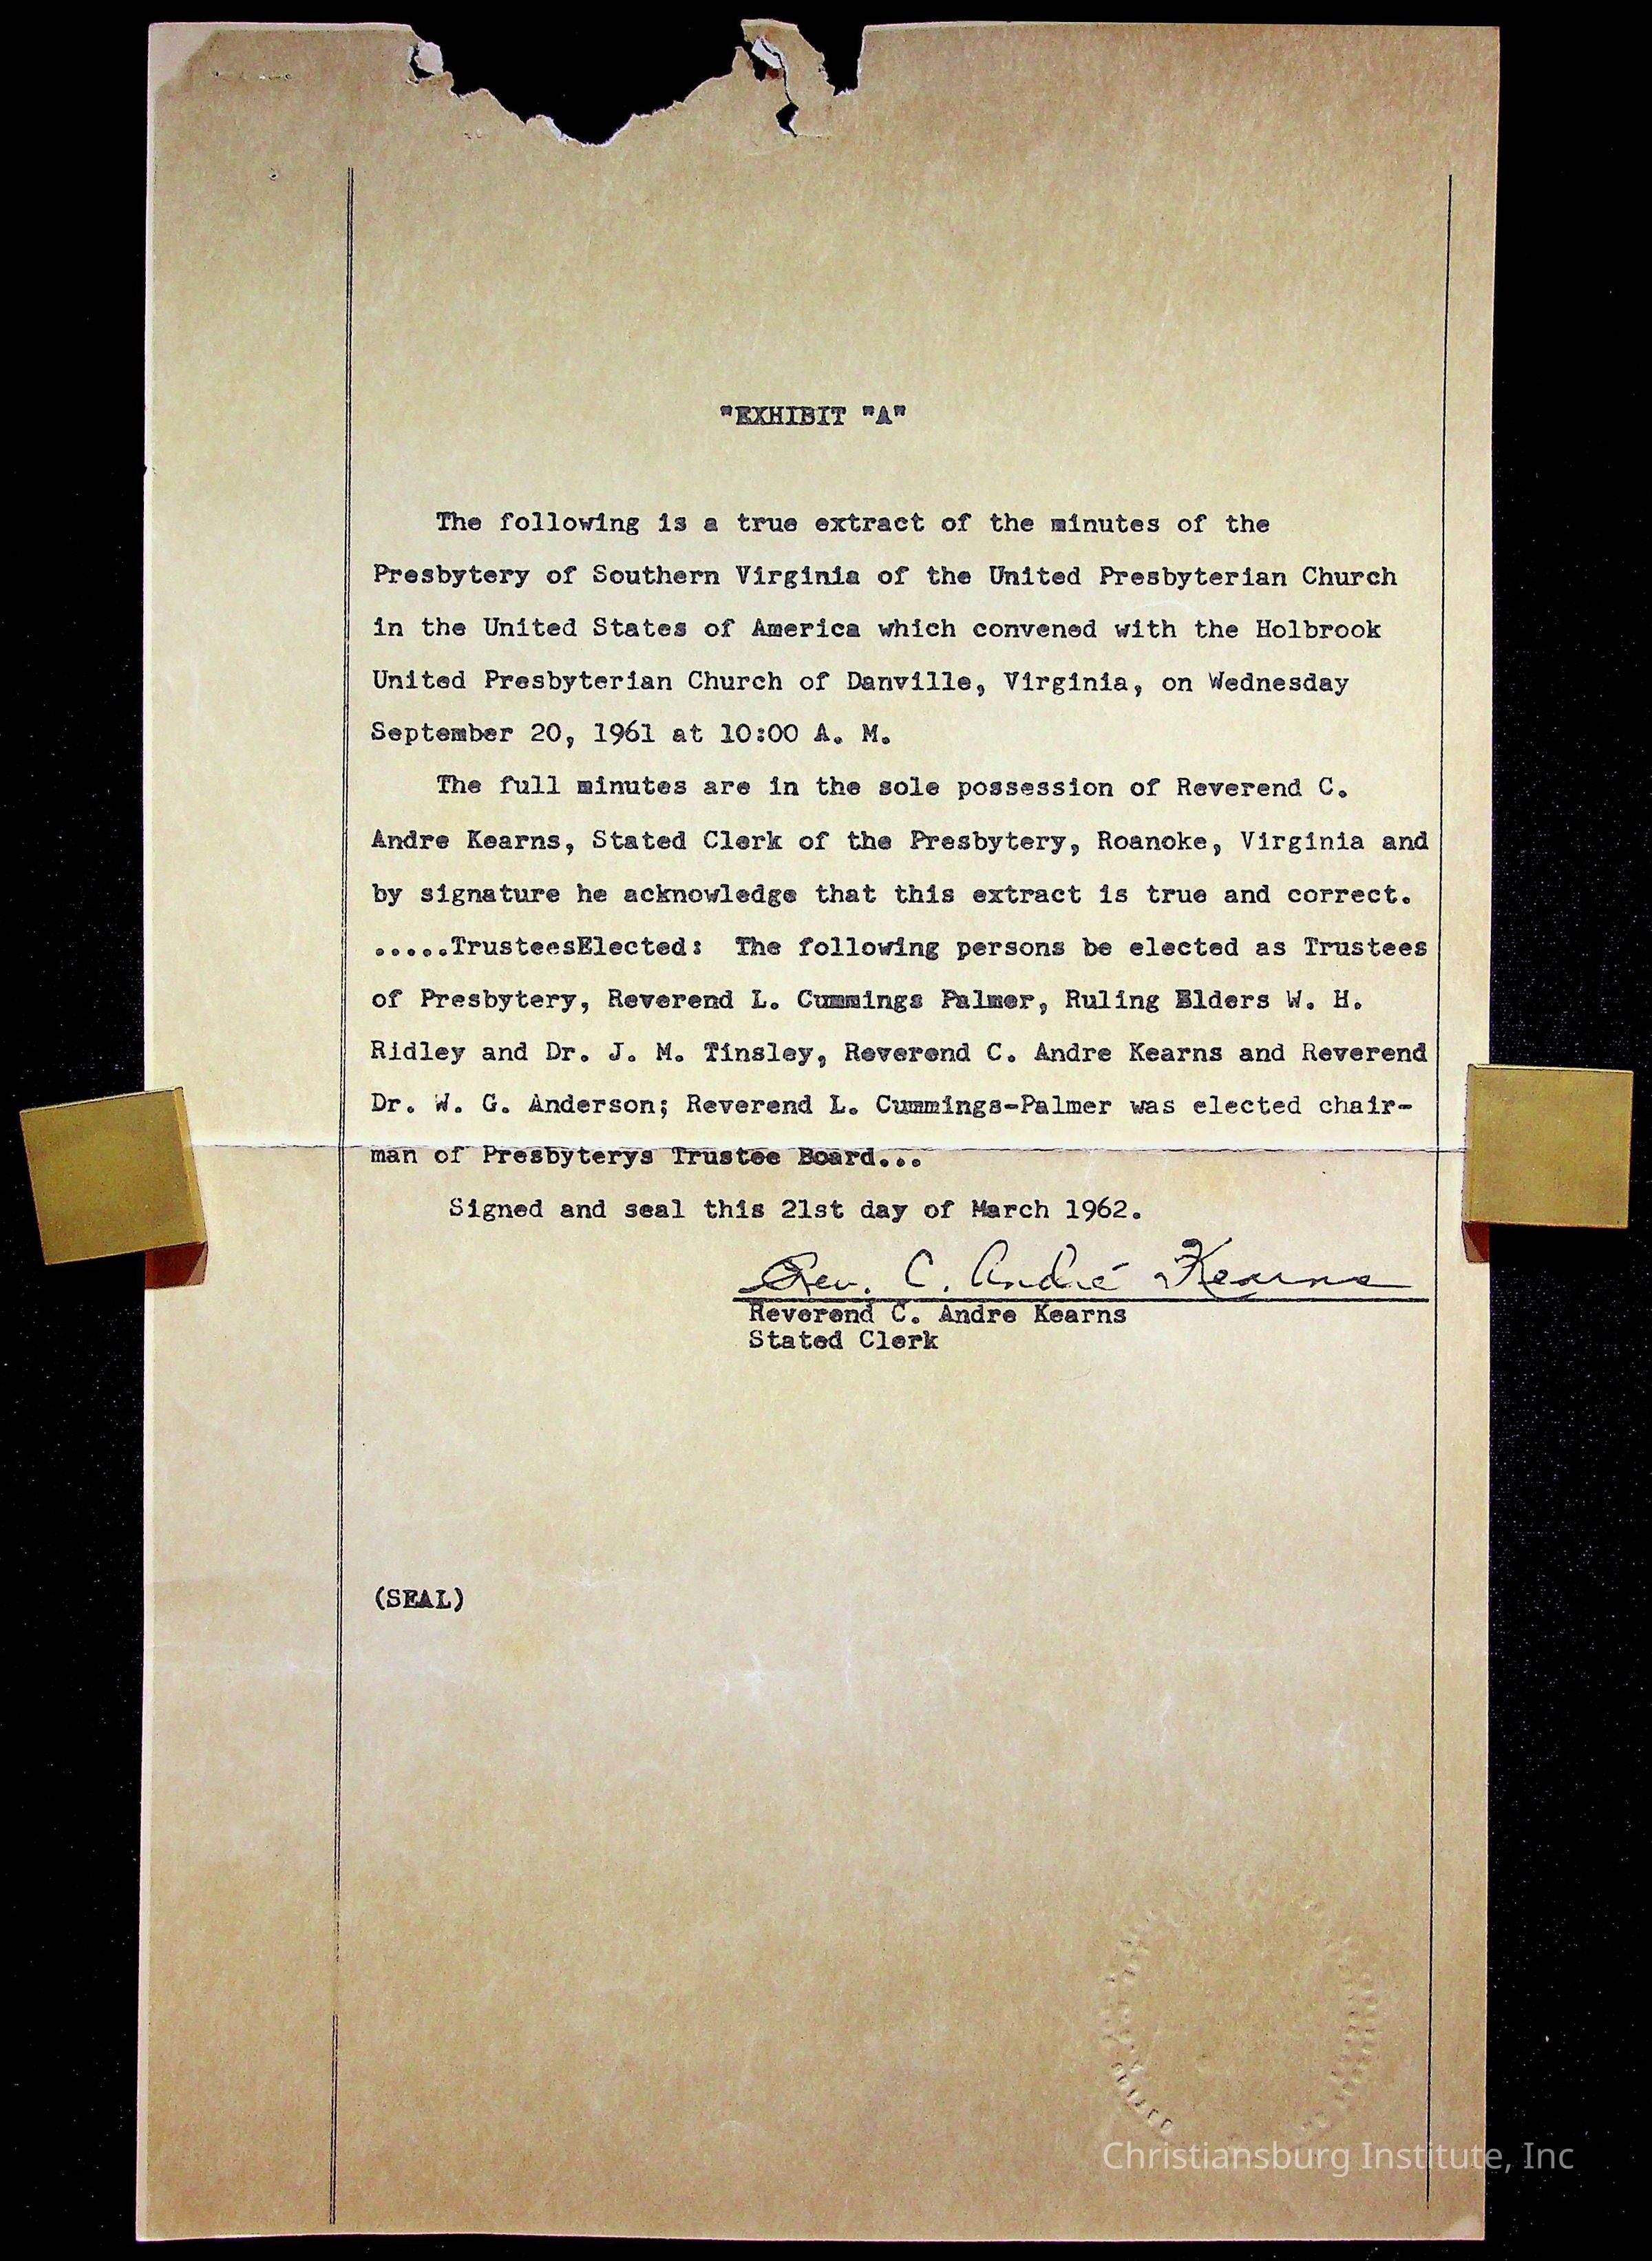 "EXHIBIT "A"
The following is a true extract of the minutes of the
Presbytery of Southern Virginia of the United Presbyterian Church
in the United States of America which convened with the Holbrook
United Presbyterian Church of Danville, Virginia, on Wednesday
September 20, 1961 at 10:00 A. M.
The full minutes are in the sole possession of Reverend C.
Andre Kearns, Stated Clerk of the Presbytery, Roanoke, Virginia and
by signature he acknowledge that this extract is true and correct.
.....TrusteesElected: The following persons be elected as Trustees
of Presbytery, Reverend L. Cummings Palmer, Ruling Elders W. H.
Ridley and Dr. J. M. Tinsley, Reverend C. Andre Kearns and Reverend
Dr. W. G. Anderson; Reverend L. Cummings-Palmer was elected chair-
man of Presbyterys Trustee Board...
Signed and seal this 21st day of March 1962.
Rev. C. André Kearns
Reverend C. Andre Kearns
Stated Clerk
(SEAL)
Christiansburg Institute, Inc